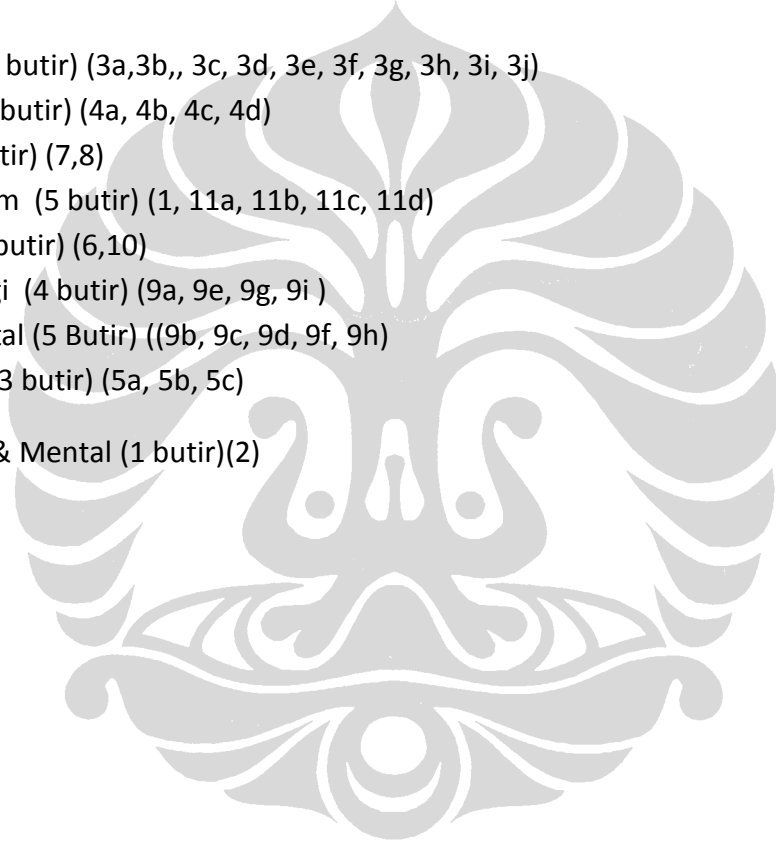 butir) (3a,3b,, 3c, 3d, 3e, 3f, 3g, 3h, 3i, 3j)
butir) (4a, 4b, 4c, 4d)
tir) (7,8)
m (5 butir) (1, 11a, 11b, 11c, 11d)
butir) (6,10)
gi (4 butir) (9a, 9e, 9g, 9i )
tal (5 Butir) ((9b, 9c, 9d, 9f, 9h)
3 butir) (5a, 5b, 5c)
& Mental (1 butir)(2)